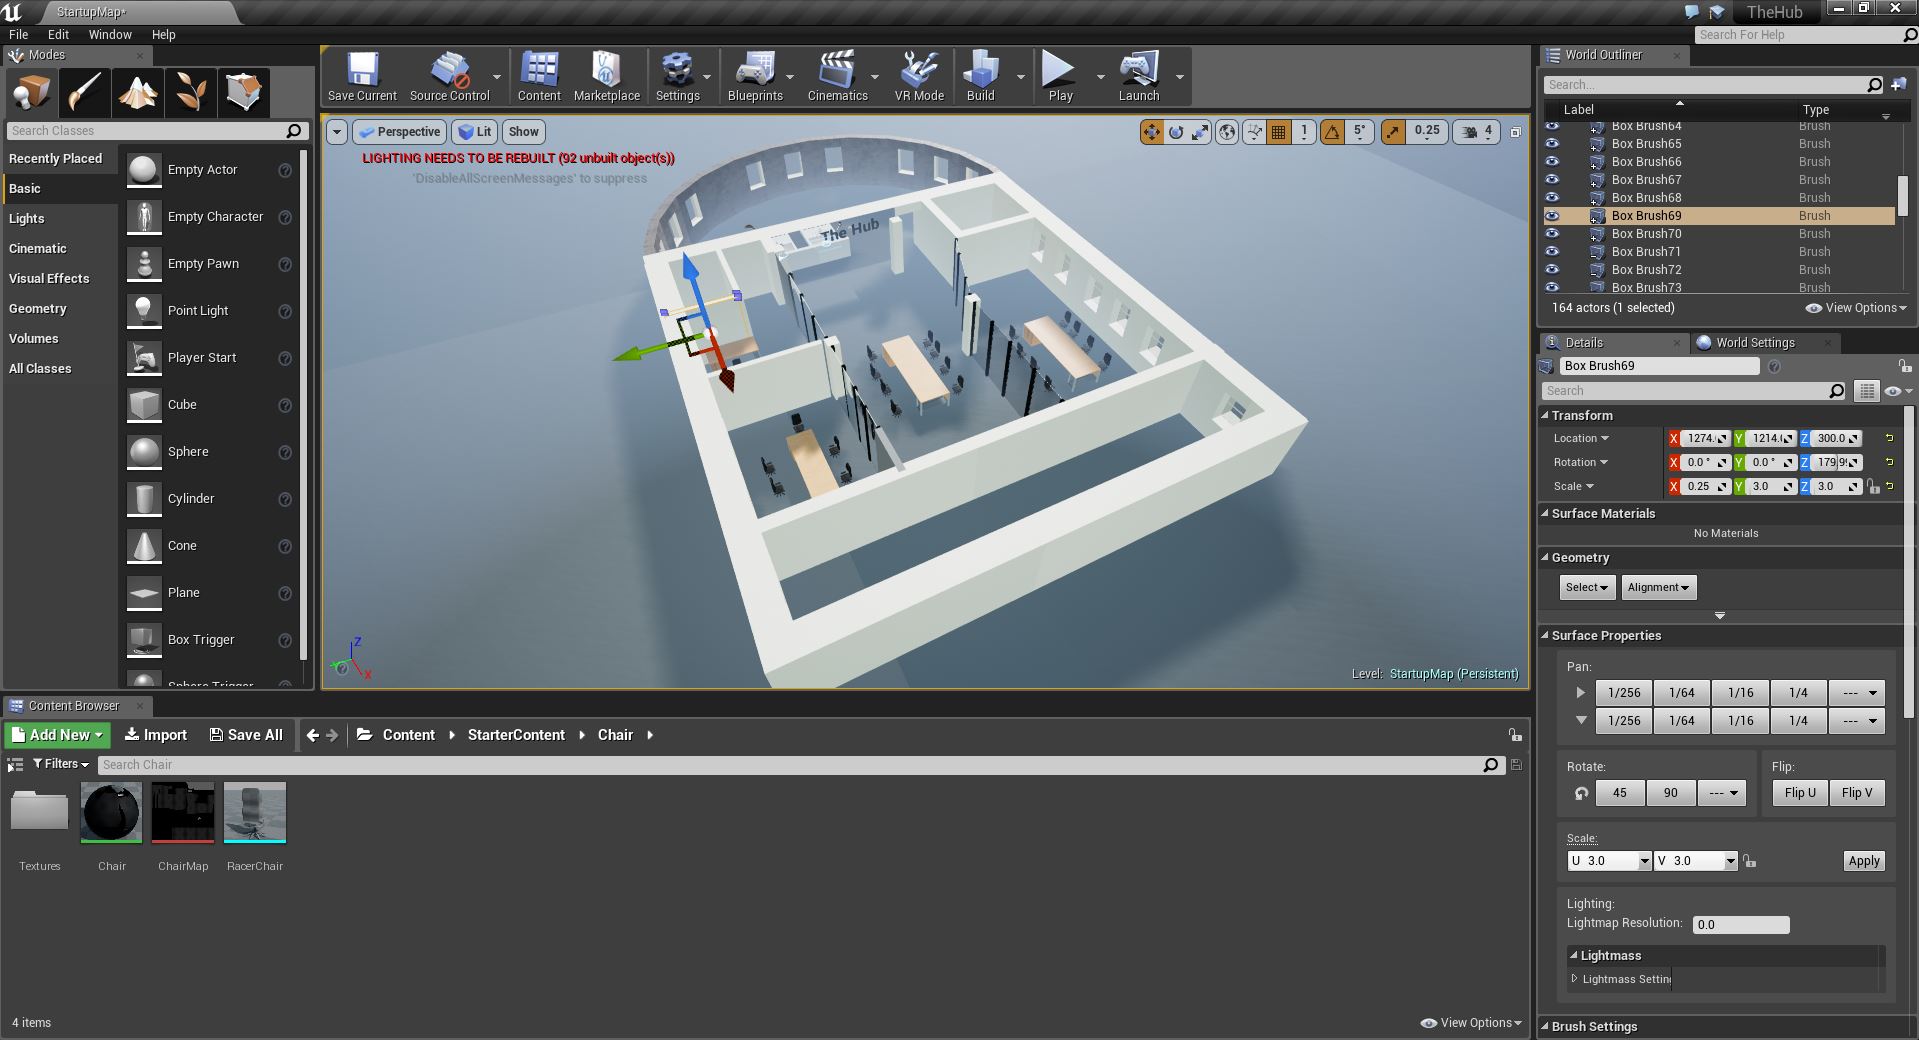 StartupMap*
TheHub
File Edit Window Help
Search For Help
Modes
Search Classes
Recently Placed
Basic
Lights
Cinematic
Visual Effects
Geometry
Volumes
All Classes
Empty Actor
Empty Character
Empty Pawn
Point Light
Player Start
Cube
Sphere
Cylinder
Cone
Plane
Box Trigger
Sphere Trigger
Save Current
Source Control
Content
Marketplace
Settings
Blueprints
Cinematics
VR Mode
Build
Play
Launch
Perspective
Lit
Show
1
5°
0.25
4
LIGHTING NEEDS TO BE REBUILT (92 unbuilt object(s))
'DisableAllScreenMessages' to suppress
The Hub
Z
X
Level: StartupMap (Persistent)
World Outliner
Search...
Label Type
Box Brush64 Brush
Box Brush65 Brush
Box Brush66 Brush
Box Brush67 Brush
Box Brush68 Brush
Box Brush69 Brush
Box Brush70 Brush
Box Brush71 Brush
Box Brush72 Brush
Box Brush73 Brush
164 actors (1 selected)
View Options
Details
World Settings
Box Brush69
Search
Transform
Location X 1274. Y 1214. Z 300.0
Rotation X 0.0 ° Y 0.0 ° Z 179.9
Scale X 0.25 Y 3.0 Z 3.0
Surface Materials
No Materials
Geometry
Select Alignment
Surface Properties
Pan:
1/256 1/64 1/16 1/4 ---
1/256 1/64 1/16 1/4 ---
Rotate: Flip:
45 90 --- Flip U Flip V
Scale:
U 3.0 V 3.0 Apply
Lighting:
Lightmap Resolution: 0.0
Lightmass
Lightmass Settin
Brush Settings
Content Browser
Add New Import Save All Content StarterContent Chair
Filters Search Chair
Textures
Chair
ChairMap
RacerChair
4 items
View Options